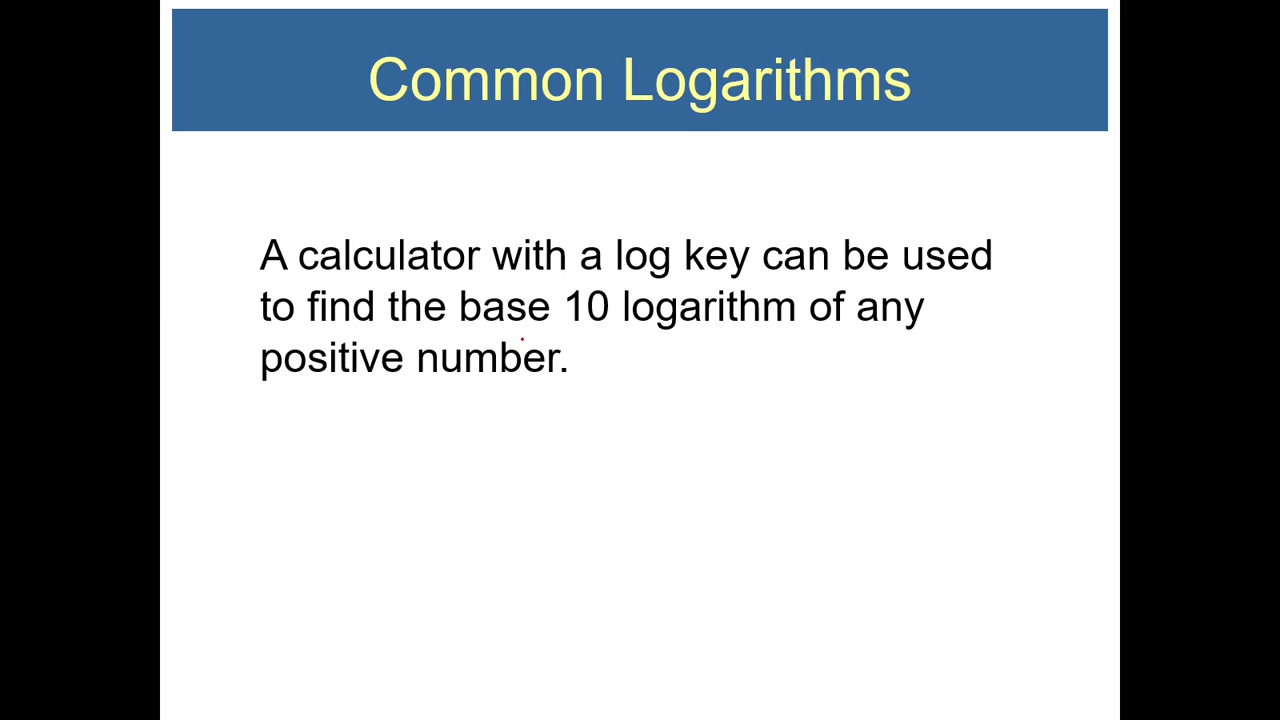 Common Logarithms
A calculator with a log key can be used
to find the base 10 logarithm of any
positive number.